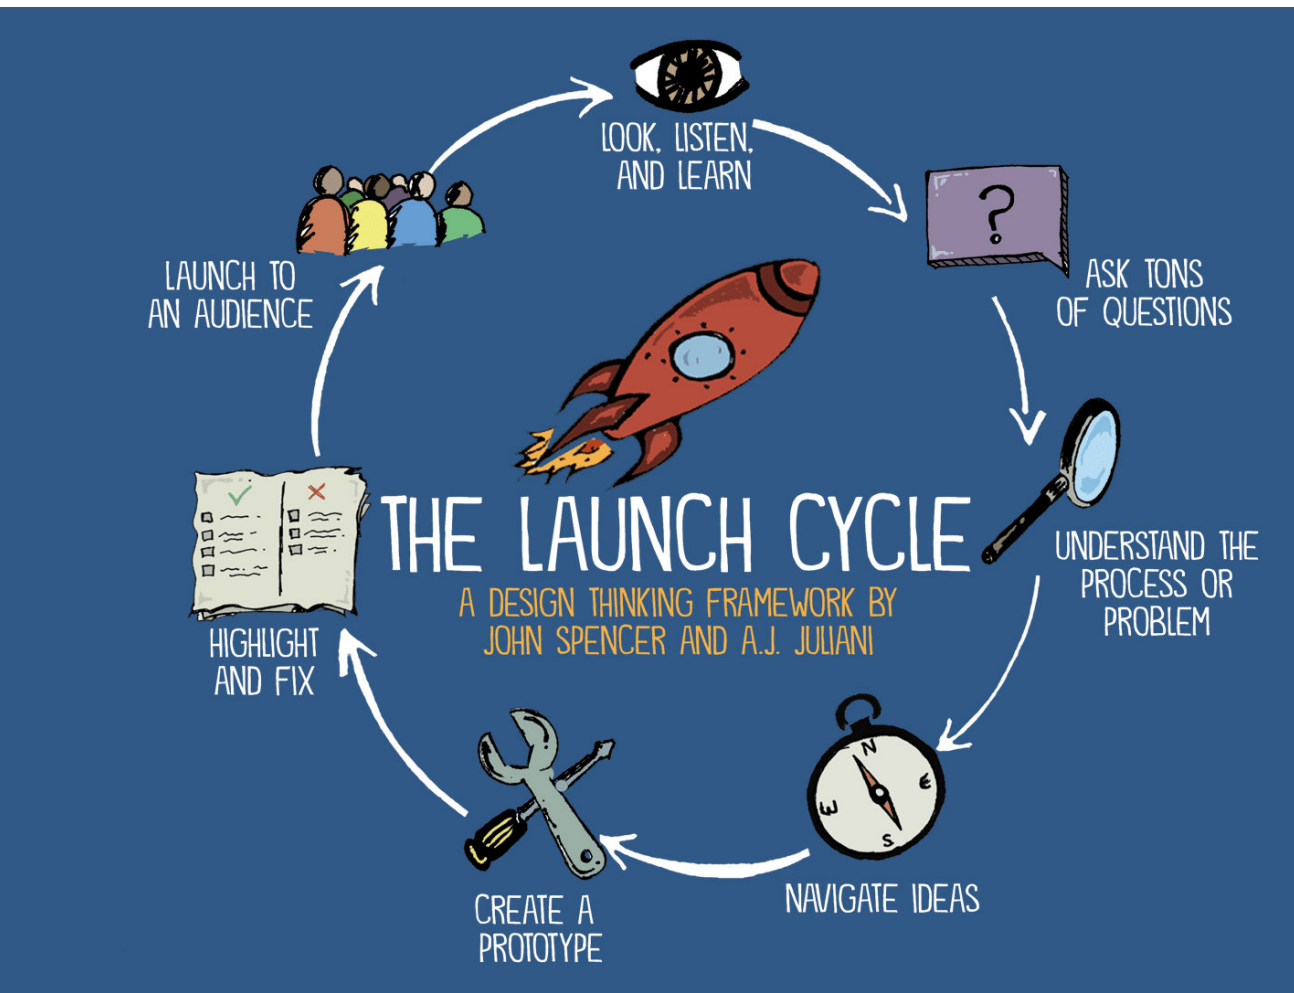 LOOK, LISTEN,
AND LEARN
?
ASK TONS
OF QUESTIONS
UNDERSTAND THE
PROCESS OR
PROBLEM
N
E
S
W
NAVIGATE IDEAS
CREATE A
PROTOTYPE
HIGHLIGHT
AND FIX
LAUNCH TO
AN AUDIENCE
THE LAUNCH CYCLE
A DESIGN THINKING FRAMEWORK BY
JOHN SPENCER AND A.J. JULIANI